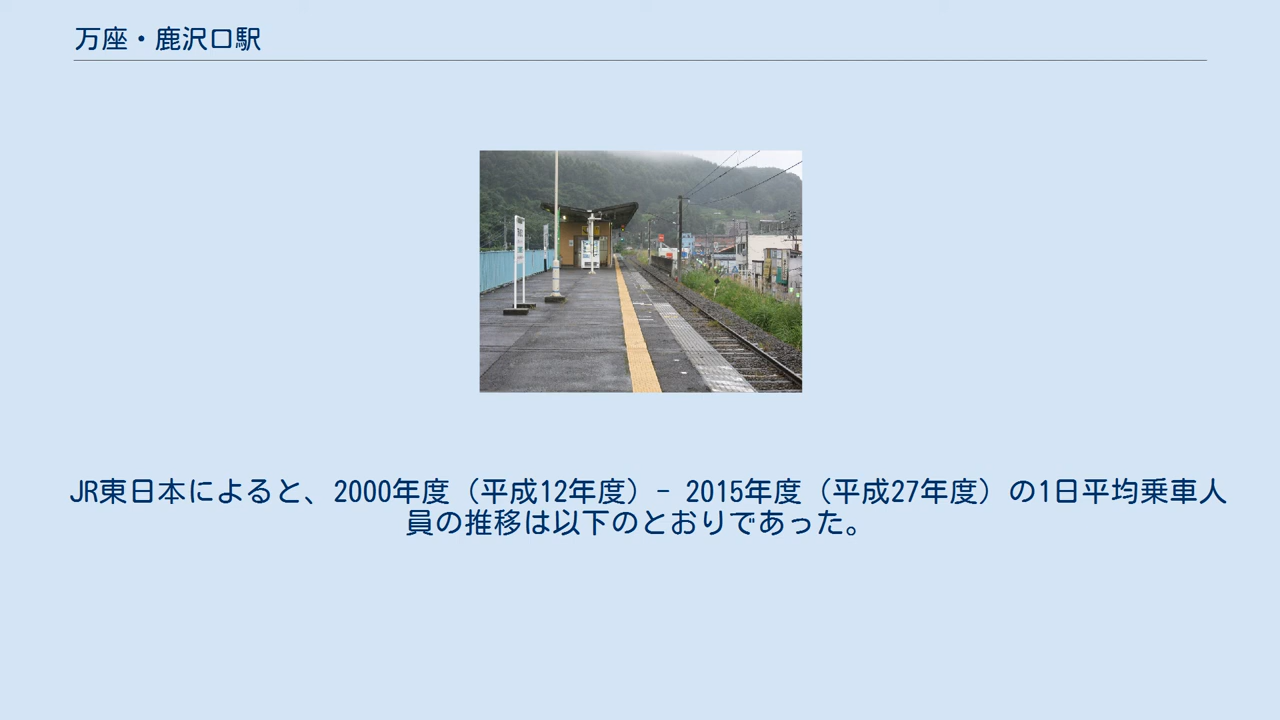 万座・鹿沢口駅
JR東日本によると、2000年度（平成12年度）- 2015年度（平成27年度）の1日平均乗車人
員の推移は以下のとおりであった。